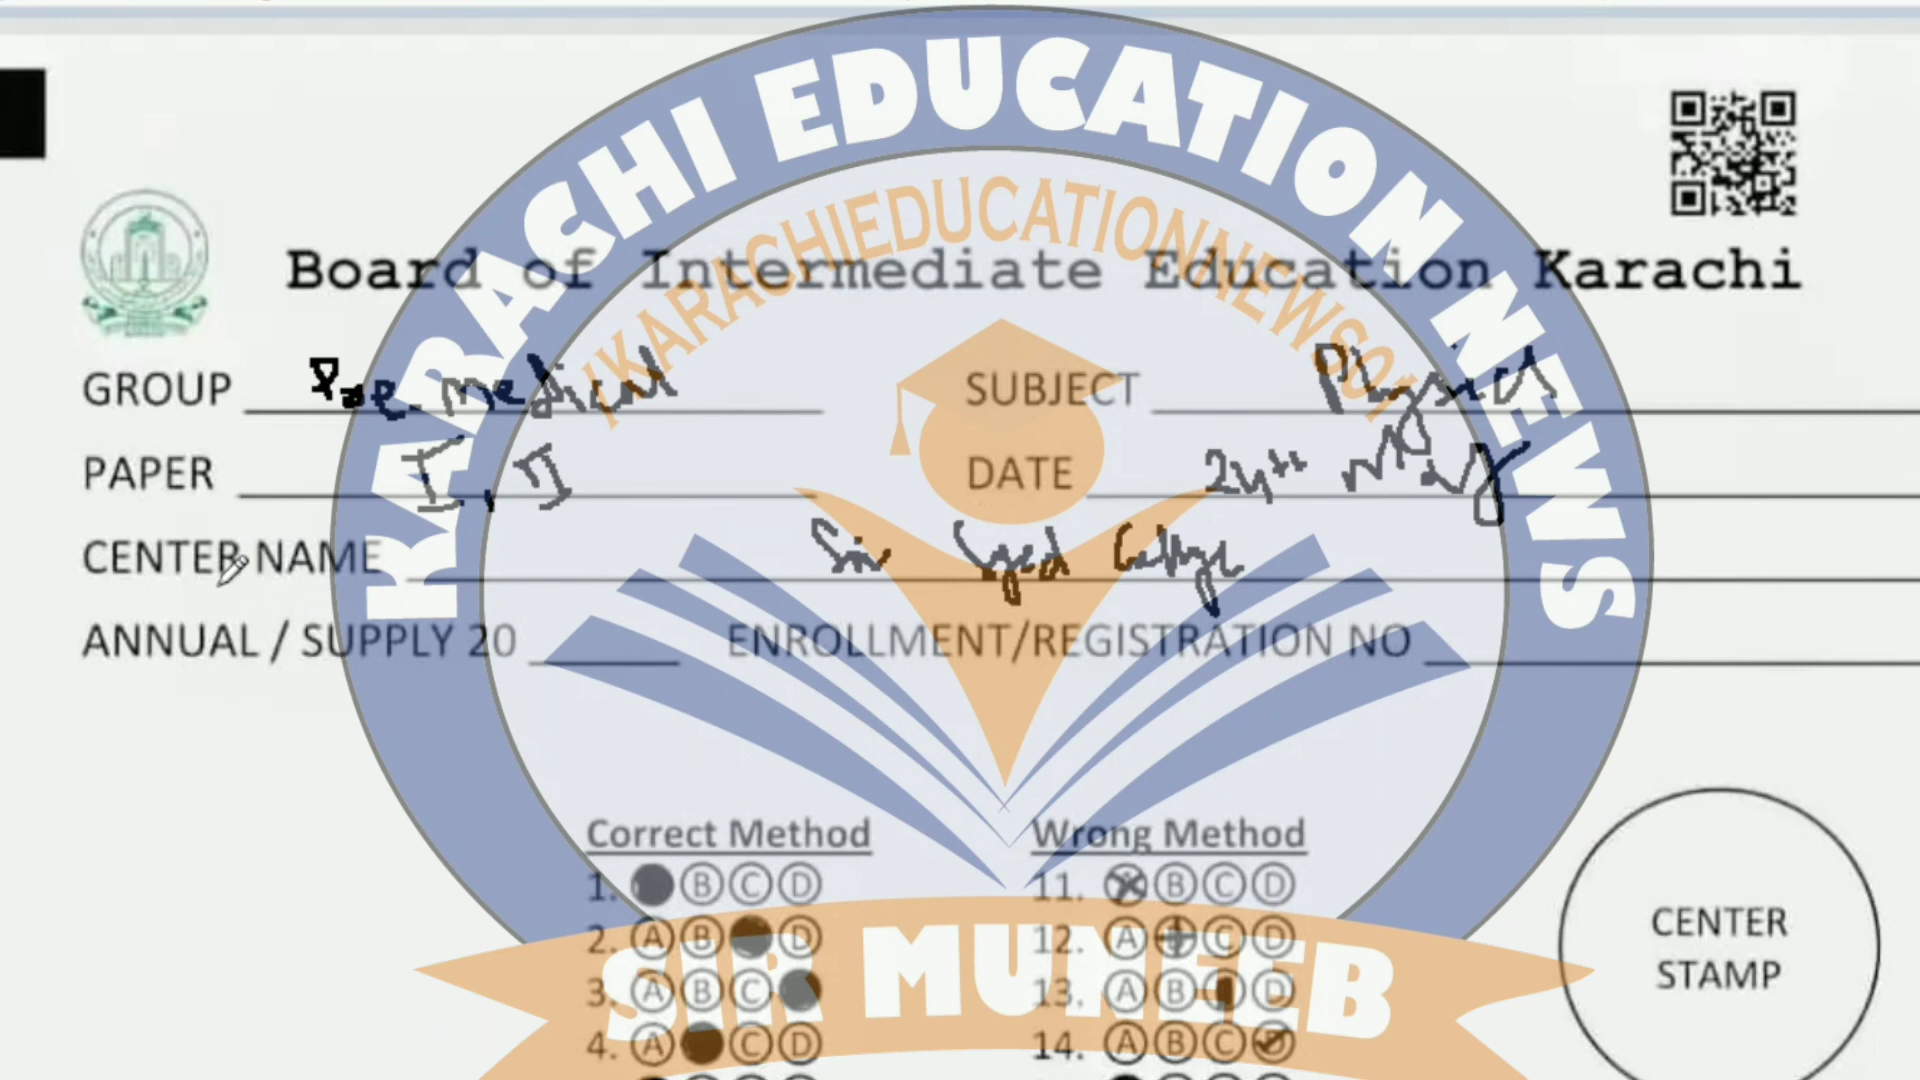 KARACHI EDUCATION NEWS
/KARACHIEDUCATIONNEWS01
Board of Intermediate Education Karachi
GROUP Pre-medical SUBJECT Physics
PAPER I, II DATE 24th May
CENTER NAME Sir Syed College
ANNUAL / SUPPLY 20 ENROLLMENT/REGISTRATION NO
Correct Method Wrong Method
1. B C D 11. A B C D
2. A B D 12. A B C D
3. A B C 13. A B D
4. A C D 14. A B C D
CENTER
STAMP
SIR MUNEEB